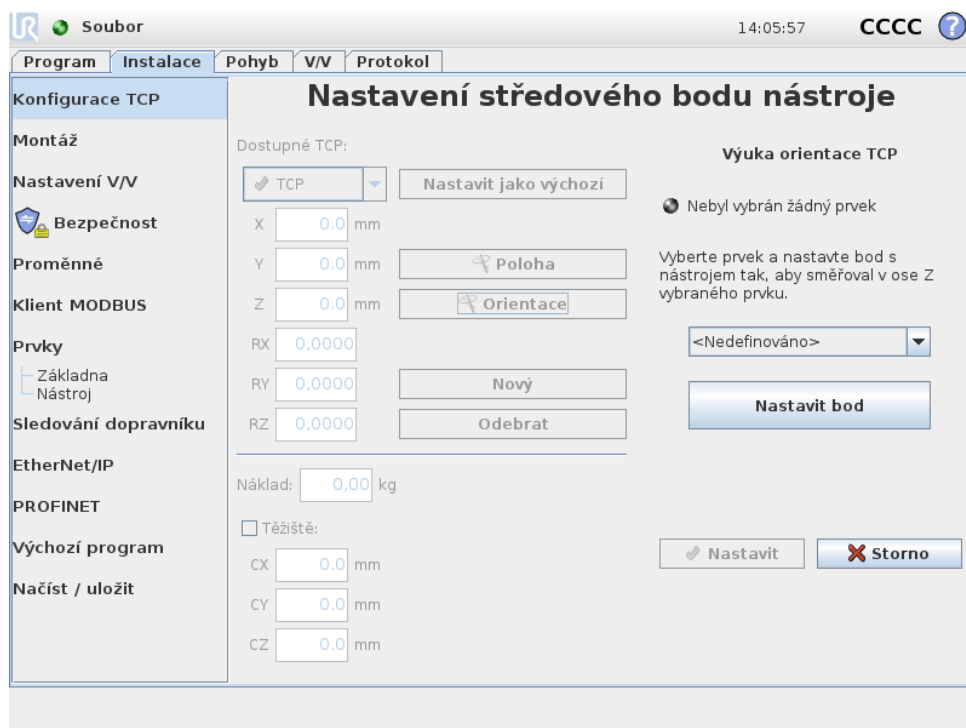 UR Soubor 14:05:57 CCCC ?
Program Instalace Pohyb V/V Protokol
Konfigurace TCP
Montáž
Nastavení V/V
Bezpečnost
Proměnné
Klient MODBUS
Prvky
Základna
Nástroj
Sledování dopravníku
EtherNet/IP
PROFINET
Výchozí program
Načíst / uložit
Nastavení středového bodu nástroje
Dostupné TCP:
TCP Nastavit jako výchozí
X 0.0 mm
Y 0.0 mm Poloha
Z 0.0 mm Orientace
RX 0,0000
RY 0,0000 Nový
RZ 0,0000 Odebrat
Náklad: 0,00 kg
Těžiště:
CX 0.0 mm
CY 0.0 mm
CZ 0.0 mm
Výuka orientace TCP
Nebyl vybrán žádný prvek
Vyberte prvek a nastavte bod s
nástrojem tak, aby směřoval v ose Z
vybraného prvku.
<Nedefinováno>
Nastavit bod
Nastavit Storno